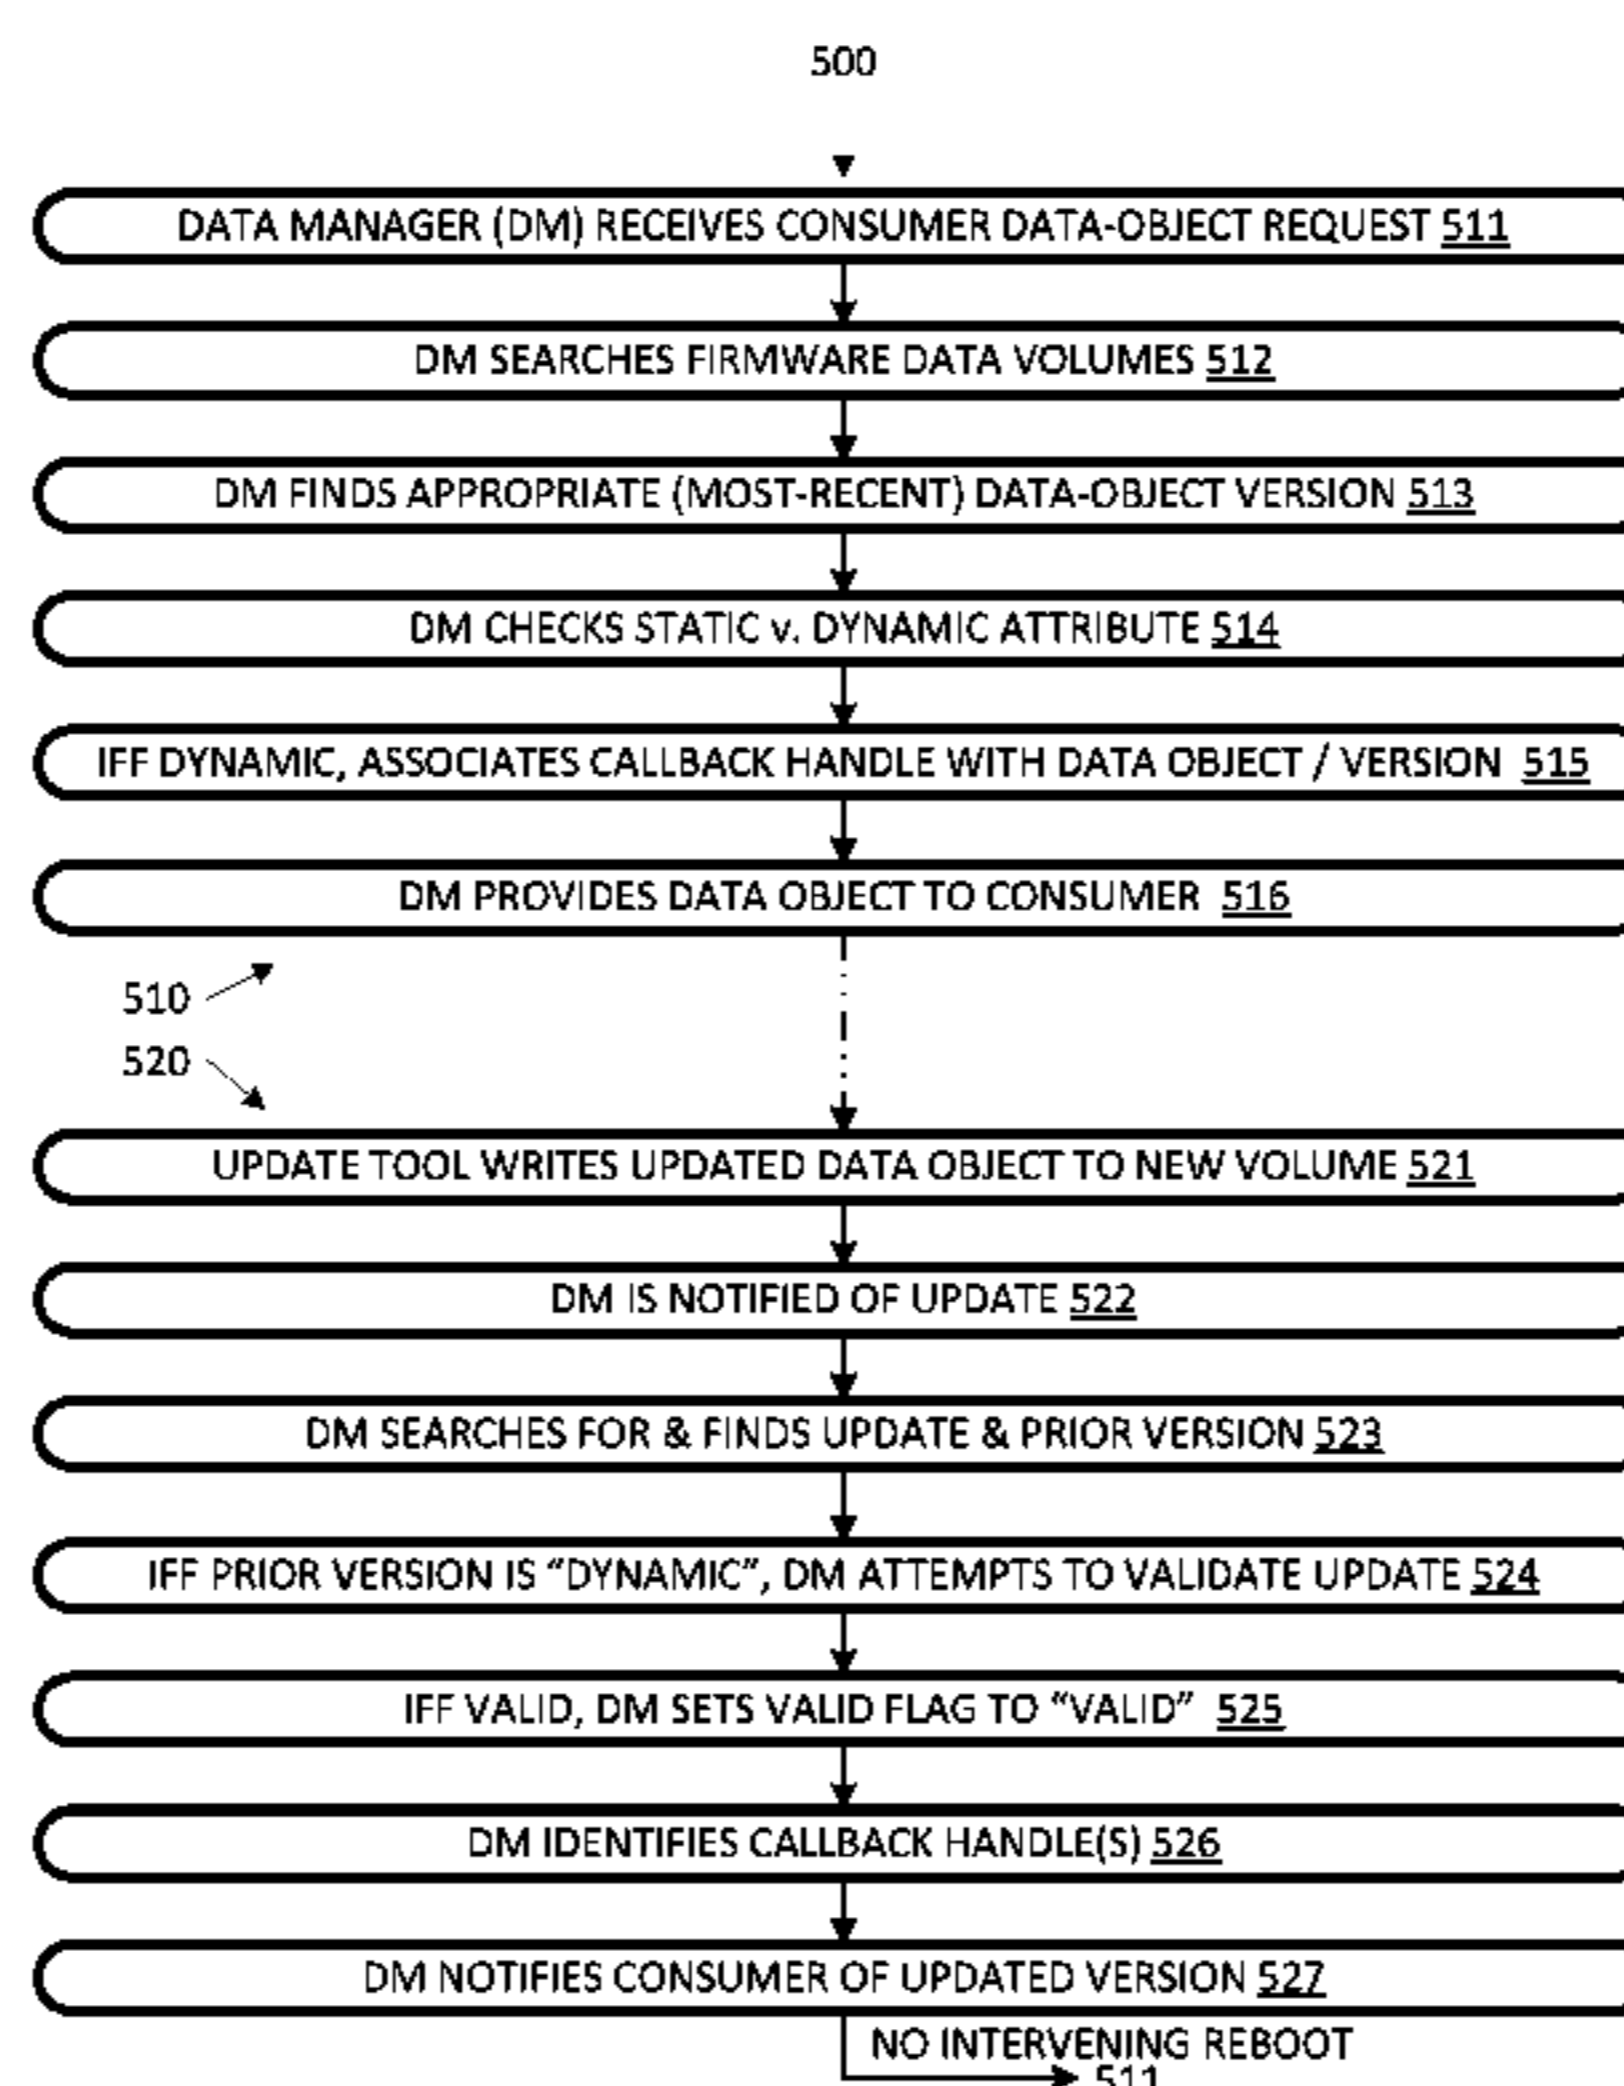 500
DATA MANAGER (DM) RECEIVES CONSUMER DATA-OBJECT REQUEST 511
DM SEARCHES FIRMWARE DATA VOLUMES 512
DM FINDS APPROPRIATE (MOST-RECENT) DATA-OBJECT VERSION 513
DM CHECKS STATIC v. DYNAMIC ATTRIBUTE 514
IFF DYNAMIC, ASSOCIATES CALLBACK HANDLE WITH DATA OBJECT / VERSION 515
DM PROVIDES DATA OBJECT TO CONSUMER 516
510
520
UPDATE TOOL WRITES UPDATED DATA OBJECT TO NEW VOLUME 521
DM IS NOTIFIED OF UPDATE 522
DM SEARCHES FOR & FINDS UPDATE & PRIOR VERSION 523
IFF PRIOR VERSION IS “DYNAMIC”, DM ATTEMPTS TO VALIDATE UPDATE 524
IFF VALID, DM SETS VALID FLAG TO “VALID” 525
DM IDENTIFIES CALLBACK HANDLE(S) 526
DM NOTIFIES CONSUMER OF UPDATED VERSION 527
NO INTERVENING REBOOT
511